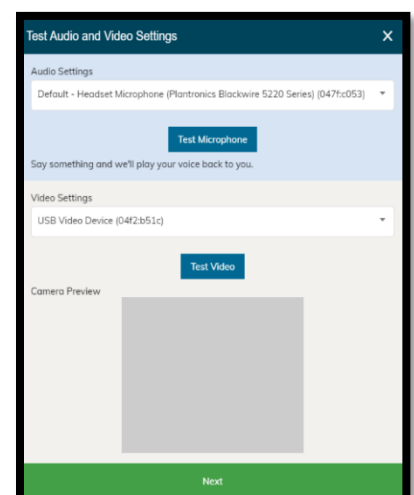 Test Audio and Video Settings X
Audio Settings
Default - Headset Microphone (Plantronics Blackwire 5220 Series) (047f:c053)
Test Microphone
Say something and we'll play your voice back to you.
Video Settings
USB Video Device (04f2:b51c)
Test Video
Camera Preview
Next